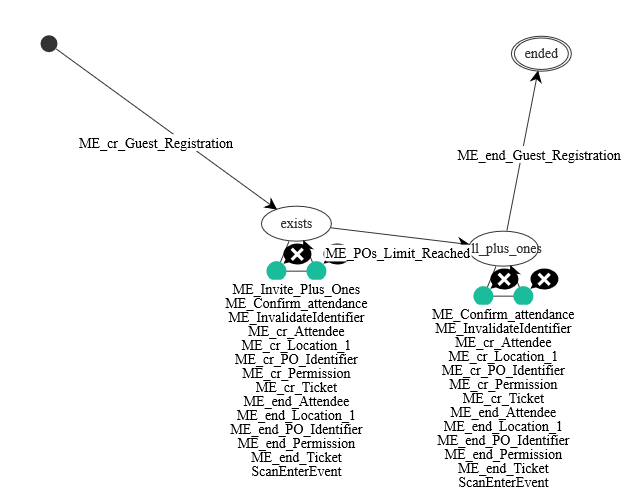 ended
ME_cr_Guest_Registration
ME_end_Guest_Registration
exists
ME_POs_Limit_Reached
ll_plus_ones
ME_Invite_Plus_Ones
ME_Confirm_attendance
ME_InvalidateIdentifier
ME_cr_Attendee
ME_cr_Location_1
ME_cr_PO_Identifier
ME_cr_Permission
ME_cr_Ticket
ME_end_Attendee
ME_end_Location_1
ME_end_PO_Identifier
ME_end_Permission
ME_end_Ticket
ScanEnterEvent
ME_Confirm_attendance
ME_InvalidateIdentifier
ME_cr_Attendee
ME_cr_Location_1
ME_cr_PO_Identifier
ME_cr_Permission
ME_cr_Ticket
ME_end_Attendee
ME_end_Location_1
ME_end_PO_Identifier
ME_end_Permission
ME_end_Ticket
ScanEnterEvent